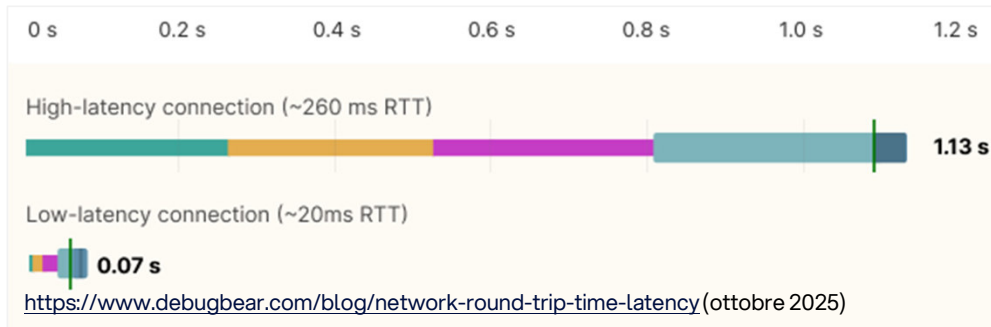 0 s 0.2 s 0.4 s 0.6 s 0.8 s 1.0 s 1.2 s
High-latency connection (~260 ms RTT)
1.13 s
Low-latency connection (~20ms RTT)
0.07 s
https://www.debugbear.com/blog/network-round-trip-time-latency(ottobre 2025)